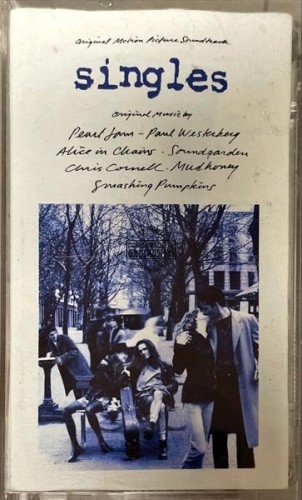 Original Motion Picture Soundtrack
singles
Original Music by
Pearl Jam - Paul Westerberg
Alice in Chains - Soundgarden
Chris Cornell - Mudhoney
Smashing Pumpkins